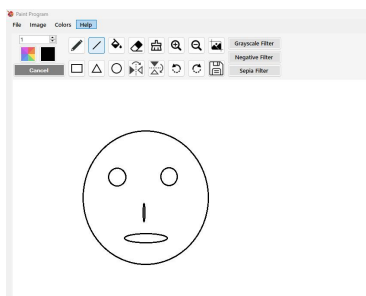 Paint Program
File Image Colors Help
1
Grayscale Filter
Negative Filter
Cancel
Sepia Filter